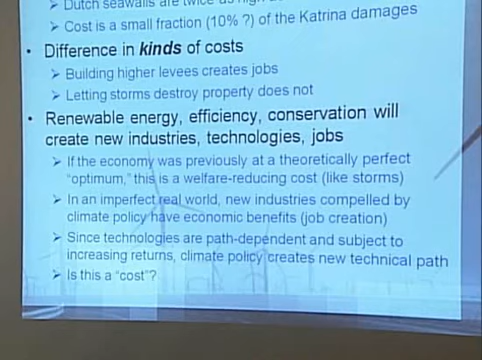 ➢ Dutch seawalls are twice as high
➢ Cost is a small fraction (10% ?) of the Katrina damages
• Difference in kinds of costs
➢ Building higher levees creates jobs
➢ Letting storms destroy property does not
• Renewable energy, efficiency, conservation will
create new industries, technologies, jobs
➢ If the economy was previously at a theoretically perfect
"optimum," this is a welfare-reducing cost (like storms)
➢ In an imperfect real world, new industries compelled by
climate policy have economic benefits (job creation)
➢ Since technologies are path-dependent and subject to
increasing returns, climate policy creates new technical path
➢ Is this a "cost"?